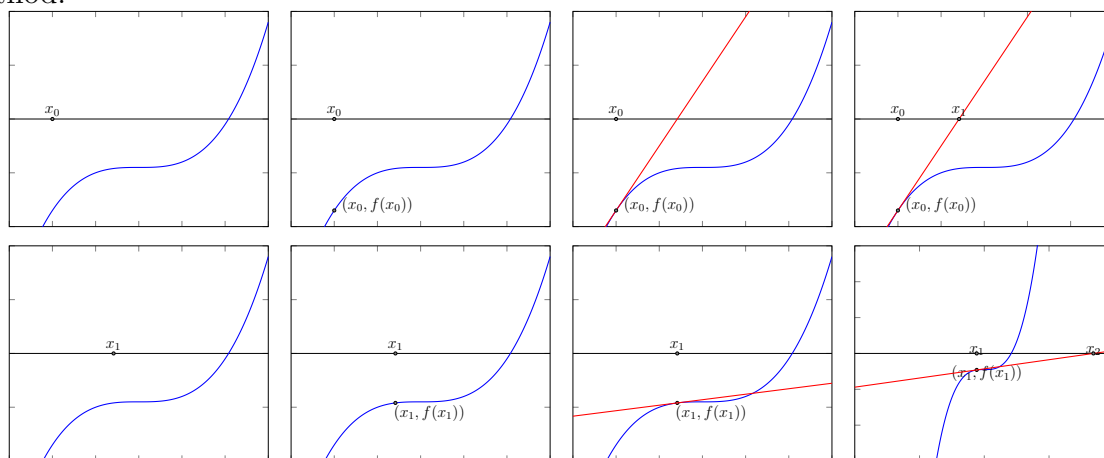 x₀ x₀ x₀ x₀ x₁
(x₀, f(x₀)) (x₀, f(x₀)) (x₀, f(x₀))
x₁ x₁ x₁ x₁ x₂
(x₁, f(x₁)) (x₁, f(x₁)) (x₁, f(x₁))